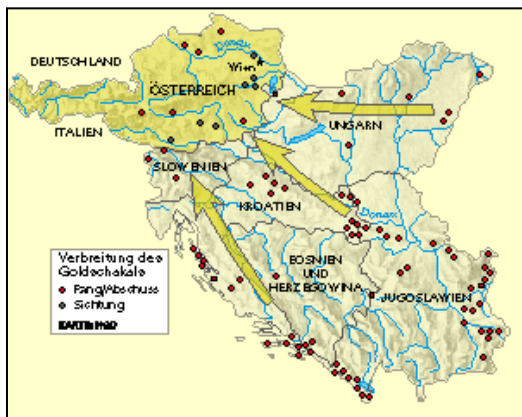 DEUTSCHLAND
Donau
Wien
ÖSTERREICH
ITALIEN
UNGARN
SLOWENIEN
KROATIEN
Donau
BOSNIEN
UND
HERZEGOWINA
JUGOSLAWIEN
Verbreitung des
Goldschakals
Fang/Abschuss
Sichtung